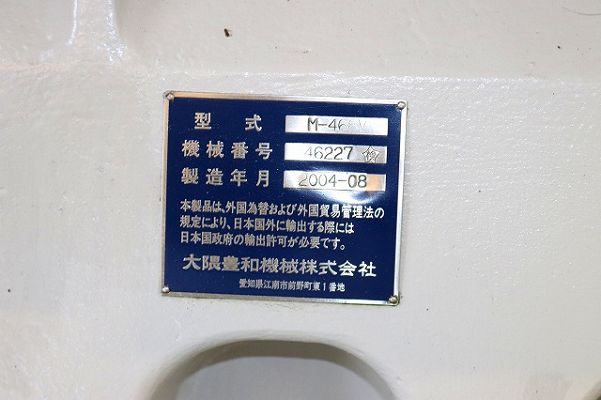 型式
機械番号 46227
製造年月 2004-08
本製品は、外国為替および外国貿易管理法の
規定により、日本国外に輸出する際には
日本国政府の輸出許可が必要です。
大隈豊和機械株式会社
愛知県江南市前野町東1番地